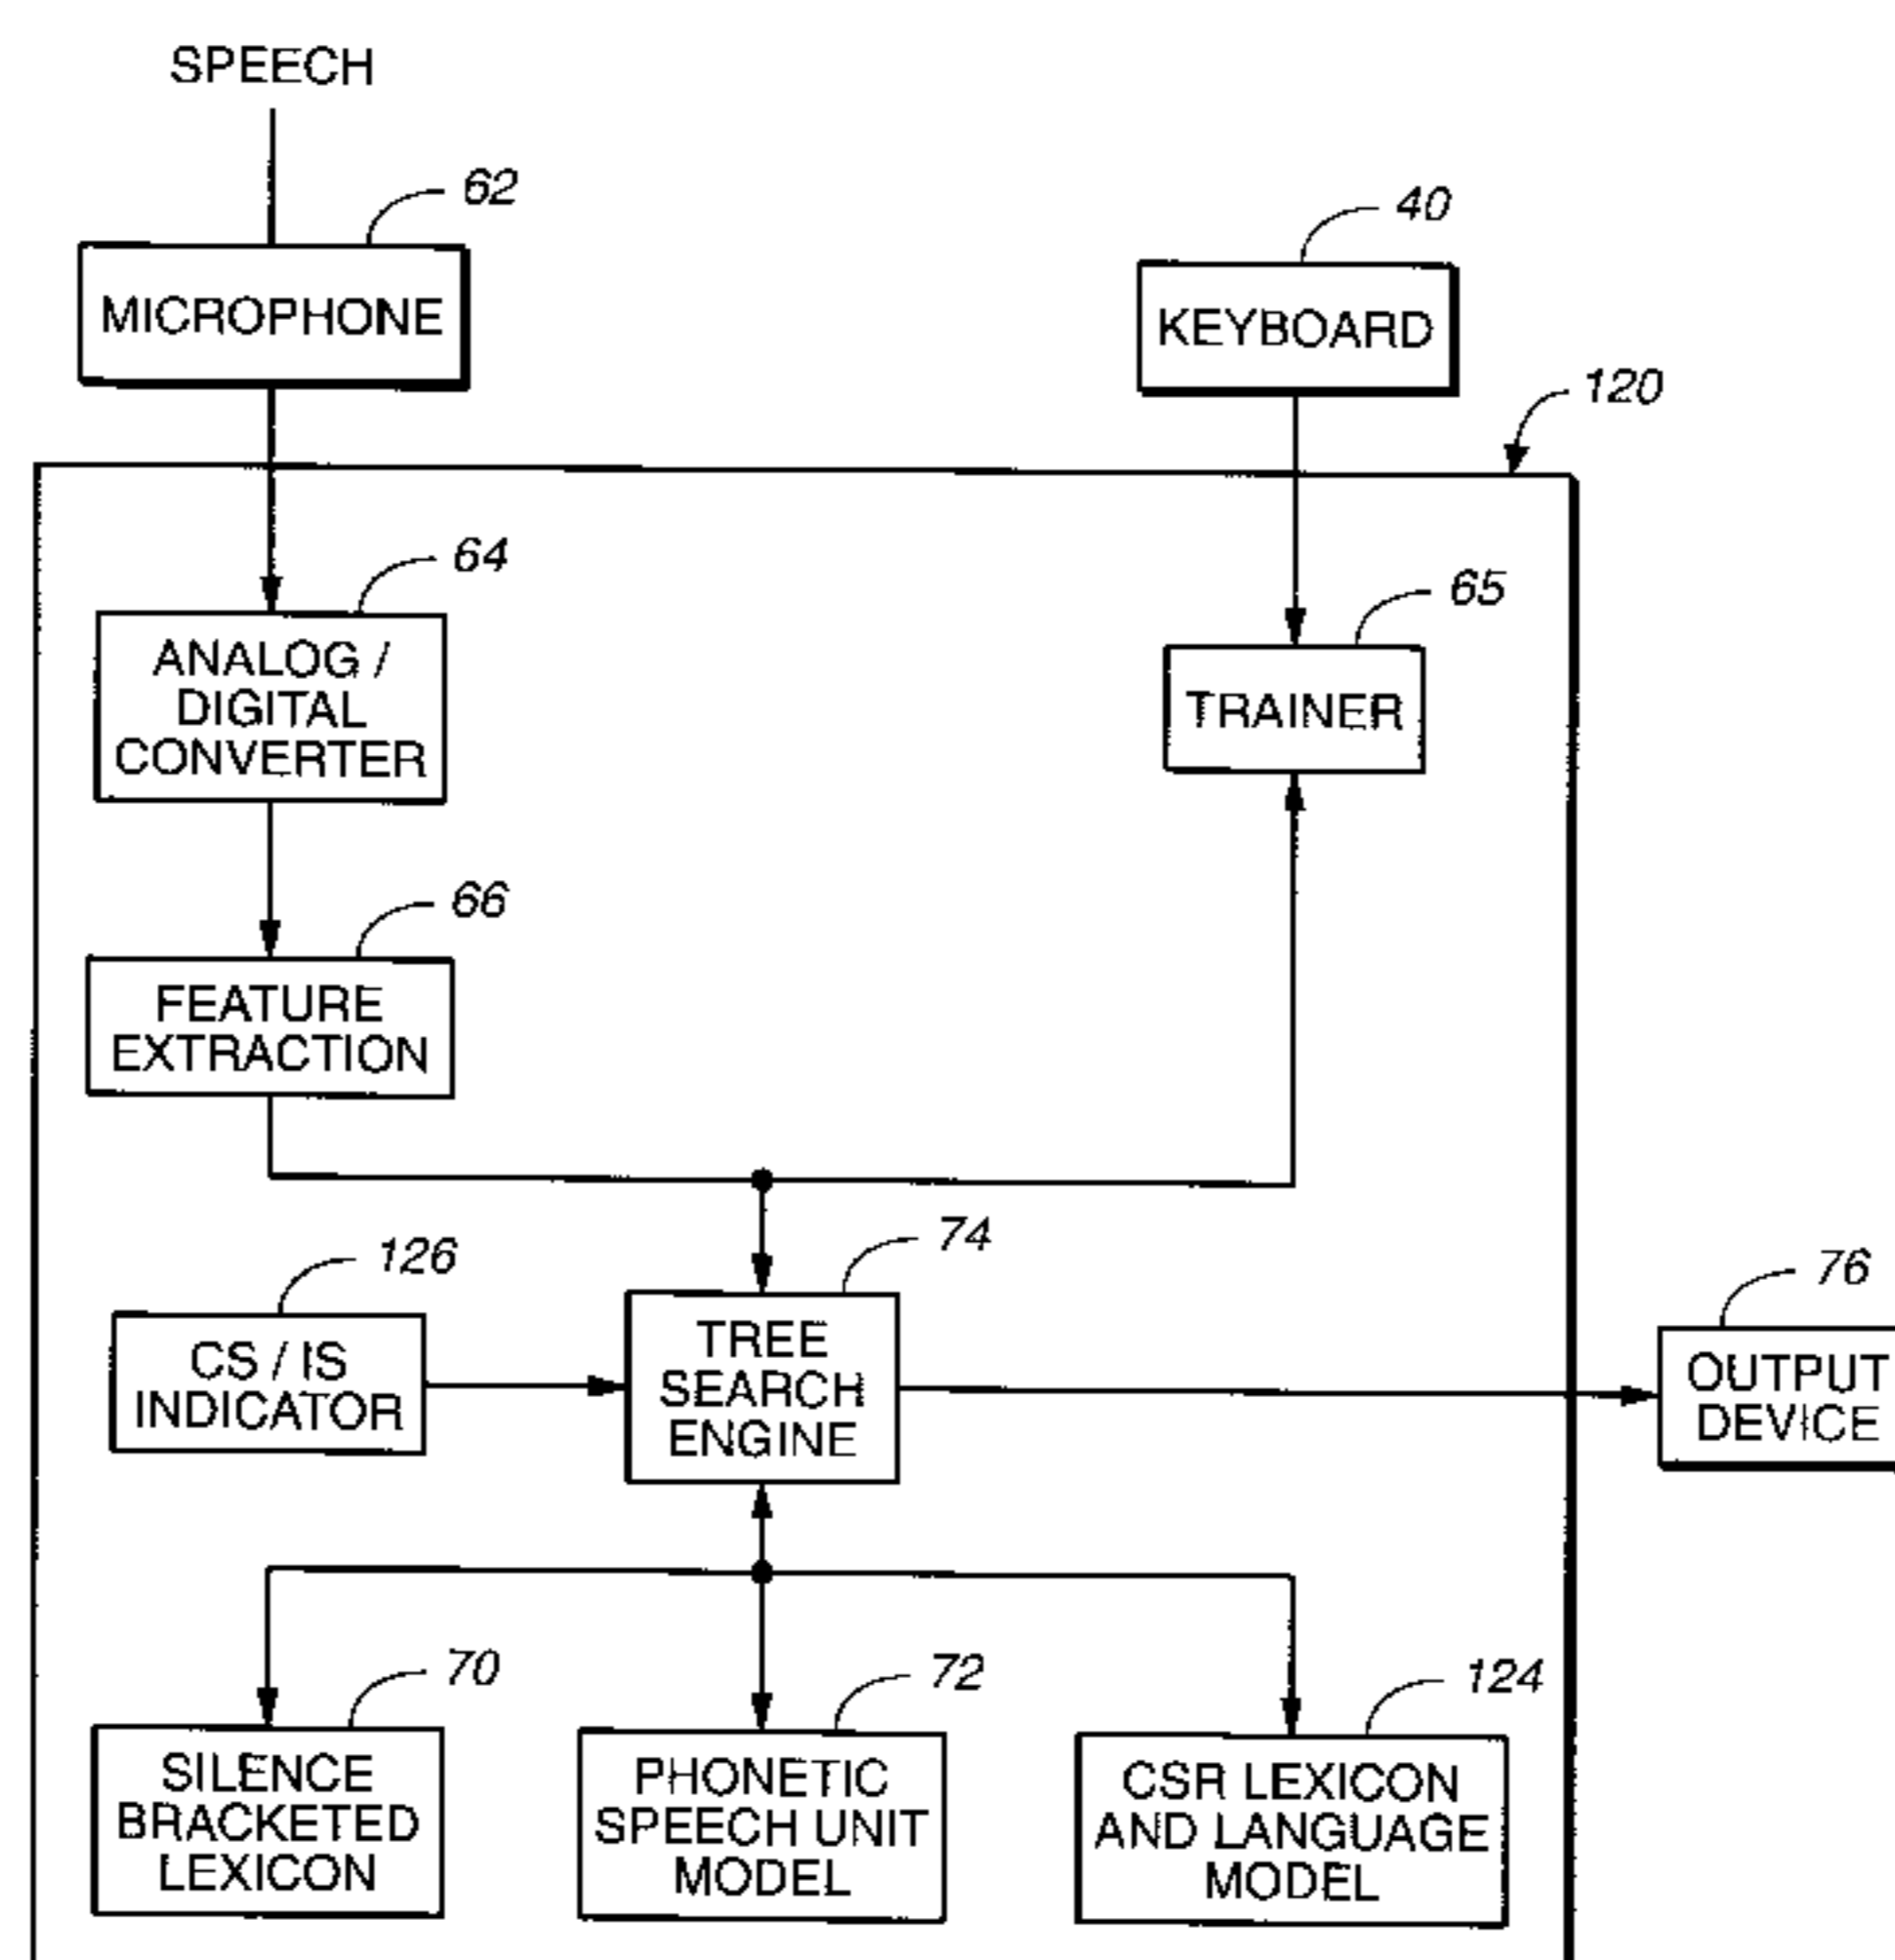 SPEECH
62
MICROPHONE
40
KEYBOARD
120
64
ANALOG /
DIGITAL
CONVERTER
65
TRAINER
66
FEATURE
EXTRACTION
126
CS / IS
INDICATOR
74
TREE
SEARCH
ENGINE
76
OUTPUT
DEVICE
70
SILENCE
BRACKETED
LEXICON
72
PHONETIC
SPEECH UNIT
MODEL
124
CSR LEXICON
AND LANGUAGE
MODEL